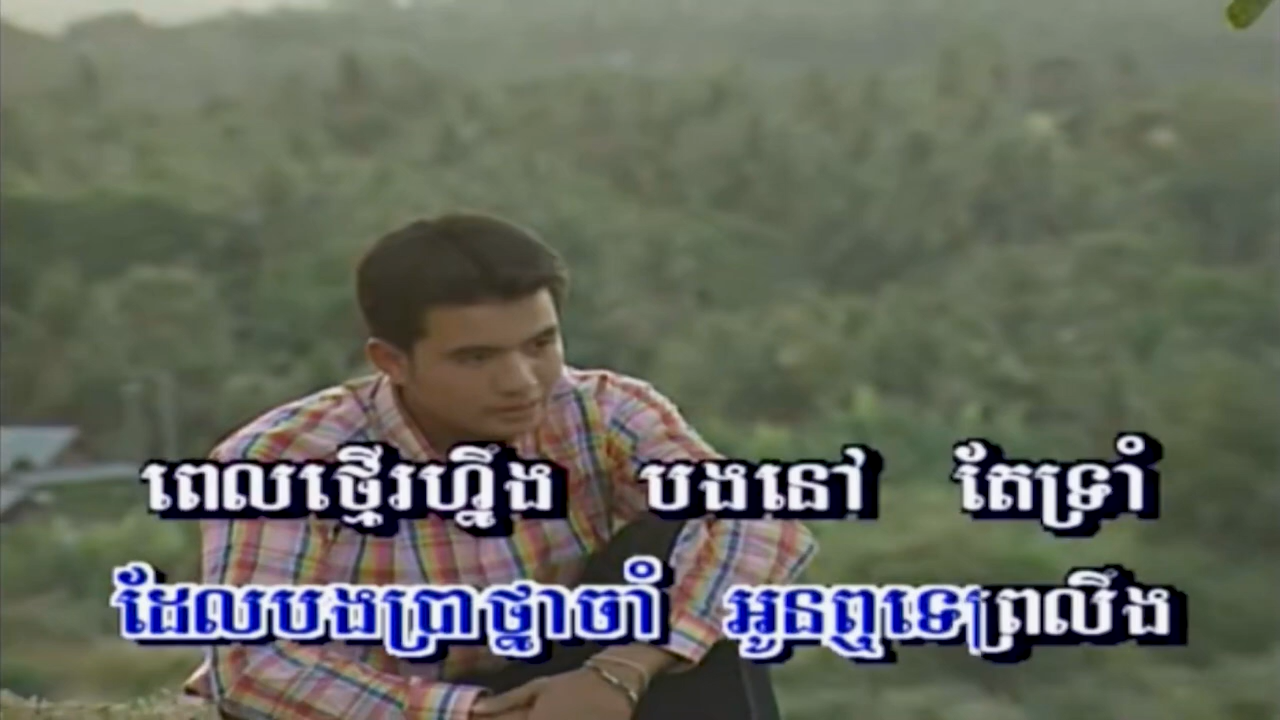 ពេលថ្មើរហ្នឹង បងនៅ តែទ្រាំ
ដែលបងប្រាថ្នាចាំ អូនឮទេព្រលឹង